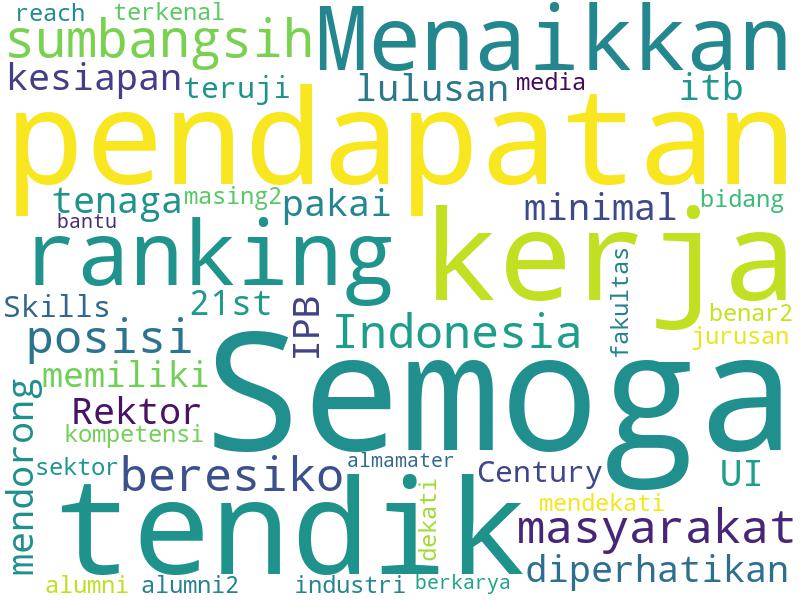 reach terkenal
sumbangsih Menaikkan
kesiapan teruji lulusan media itb
pendapatan
tenaga masing2 pakai minimal bidang
bantu
ranking kerja
fakultas
Skills 21st IPB
posisi Indonesia benar2
jurusan
memiliki Semoga
Rektor
kompetensi
mendorong
sektor beresiko almamater Century UI
tendik dekati mendekati
masyarakat
diperhatikan
alumni alumni2 industri berkarya